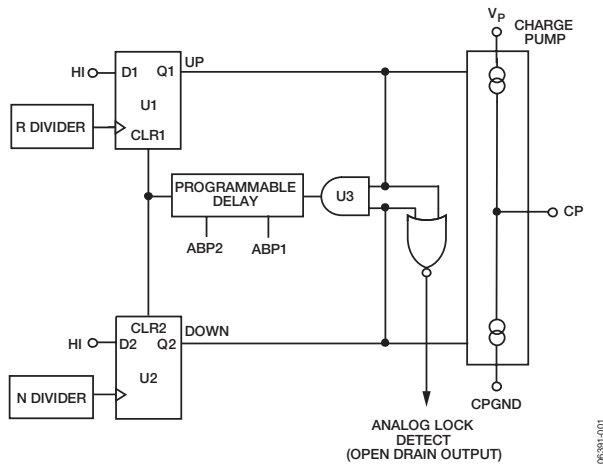 V_P
CHARGE
PUMP
UP
HI
D1
Q1
U1
R DIVIDER
CLR1
PROGRAMMABLE
DELAY
U3
CP
ABP2
ABP1
CLR2
DOWN
HI
D2
Q2
U2
N DIVIDER
CPGND
ANALOG LOCK
DETECT
(OPEN DRAIN OUTPUT)
06391-001